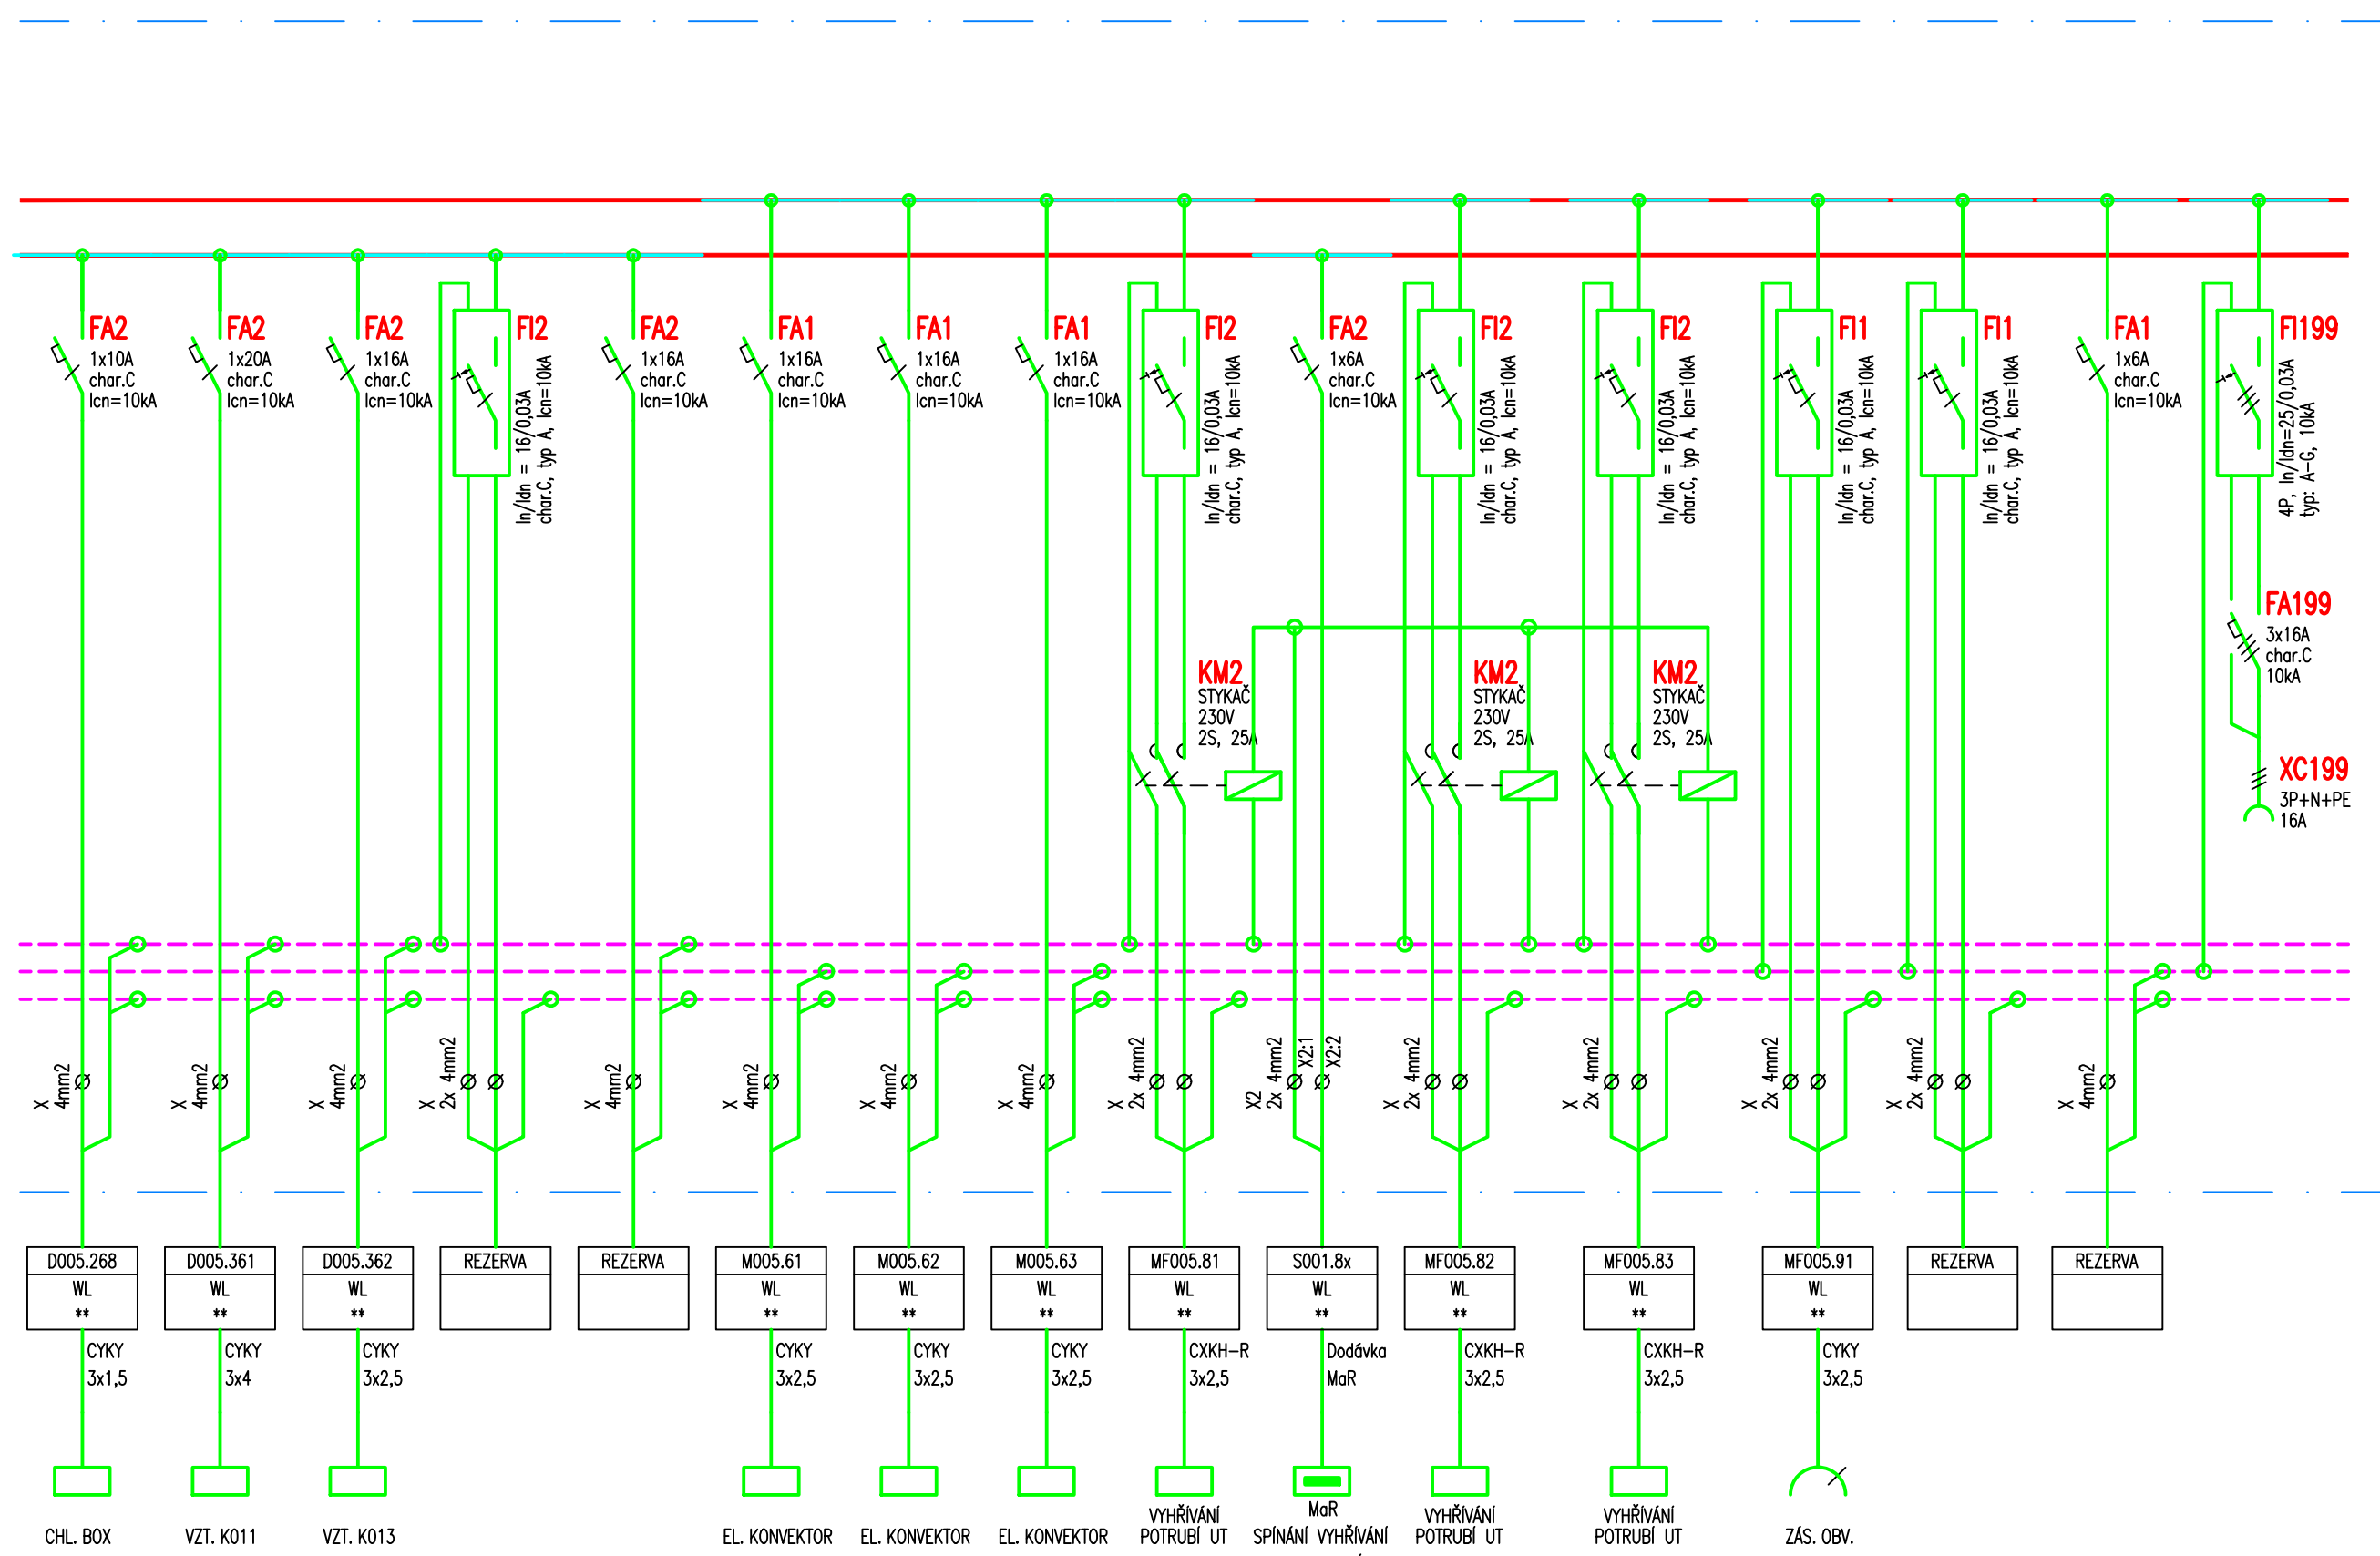 FA2
1x10A
char.C
Icn=10kA
FA2
1x20A
char.C
Icn=10kA
FA2
1x16A
char.C
Icn=10kA
FI2
In/Idn = 16/0,03A
char.C, typ A, Icn=10kA
FA2
1x16A
char.C
Icn=10kA
FA1
1x16A
char.C
Icn=10kA
FA1
1x16A
char.C
Icn=10kA
FA1
1x16A
char.C
Icn=10kA
FI2
In/Idn = 16/0,03A
char.C, typ A, Icn=10kA
FA2
1x6A
char.C
Icn=10kA
FI2
In/Idn = 16/0,03A
char.C, typ A, Icn=10kA
FI2
In/Idn = 16/0,03A
char.C, typ A, Icn=10kA
FI1
In/Idn = 16/0,03A
char.C, typ A, Icn=10kA
FI1
In/Idn = 16/0,03A
char.C, typ A, Icn=10kA
FA1
1x6A
char.C
Icn=10kA
FI199
4P, In/Idn=25/0,03A
typ: A-G, 10kA
FA199
3x16A
char.C
10kA
KM2
STYKAČ
230V
2S, 25A
KM2
STYKAČ
230V
2S, 25A
KM2
STYKAČ
230V
2S, 25A
XC199
3P+N+PE
16A
X
4mm2
X
4mm2
X
4mm2
X
2x 4mm2
X
4mm2
X
4mm2
X
4mm2
X
4mm2
X
2x 4mm2
X2
2x 4mm2
X2:1
X2:2
X
2x 4mm2
X
2x 4mm2
X
2x 4mm2
X
2x 4mm2
X
4mm2
D005.268
WL
**
CYKY
3x1,5
CHL. BOX
D005.361
WL
**
CYKY
3x4
VZT. K011
D005.362
WL
**
CYKY
3x2,5
VZT. K013
REZERVA
REZERVA
M005.61
WL
**
CYKY
3x2,5
EL. KONVEKTOR
M005.62
WL
**
CYKY
3x2,5
EL. KONVEKTOR
M005.63
WL
**
CYKY
3x2,5
EL. KONVEKTOR
MF005.81
WL
**
CXKH-R
3x2,5
VYHŘÍVÁNÍ
POTRUBÍ UT
S001.8x
WL
**
Dodávka
MaR
MaR
SPÍNÁNÍ VYHŘÍVÁNÍ
MF005.82
WL
**
CXKH-R
3x2,5
VYHŘÍVÁNÍ
POTRUBÍ UT
MF005.83
WL
**
CXKH-R
3x2,5
VYHŘÍVÁNÍ
POTRUBÍ UT
MF005.91
WL
**
CYKY
3x2,5
ZÁS. OBV.
REZERVA
REZERVA